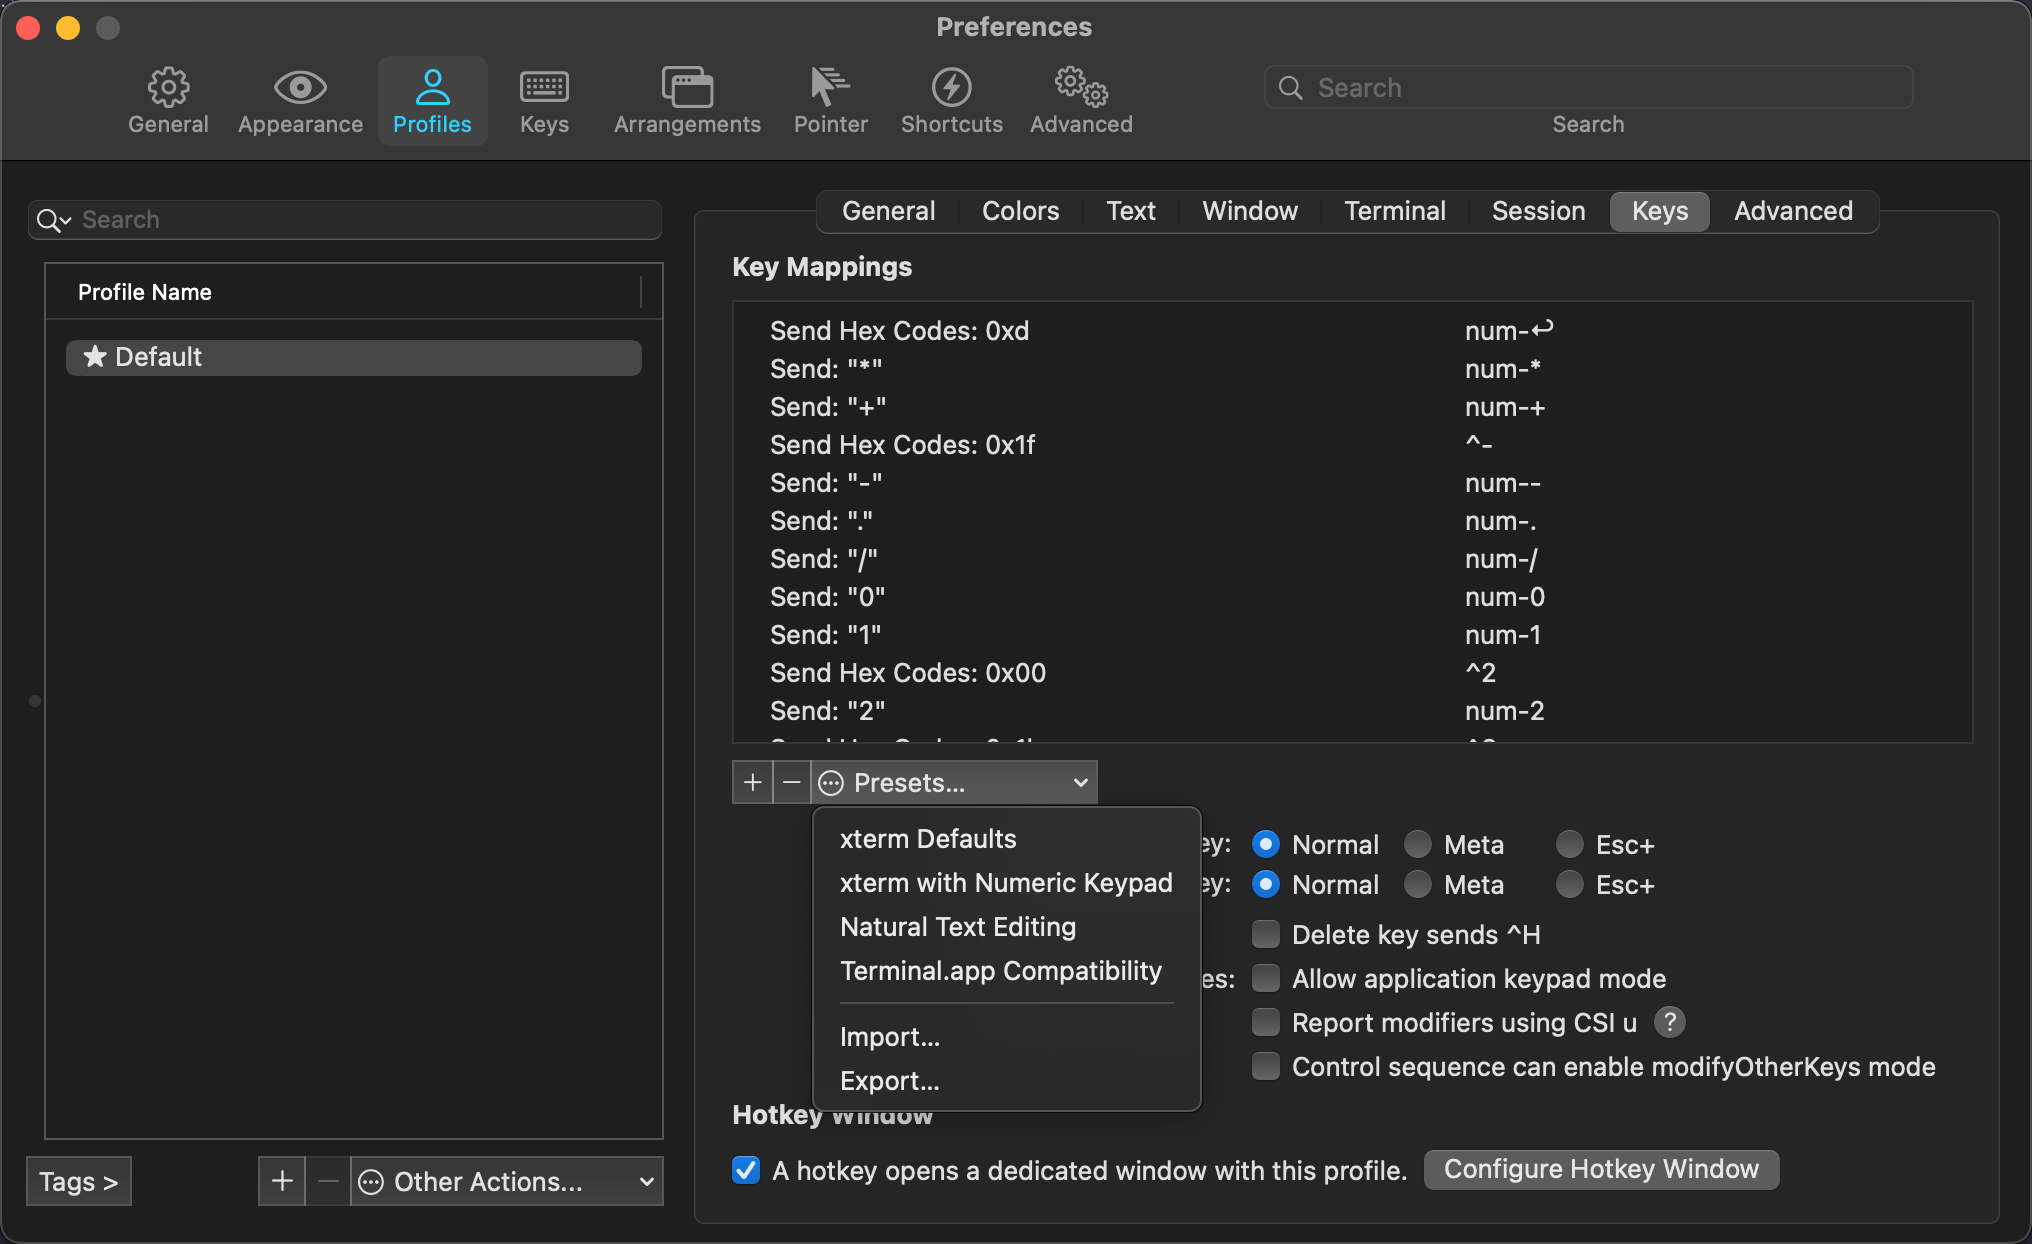 Preferences
General
Appearance
Profiles
Keys
Arrangements
Pointer
Shortcuts
Advanced
Search
Search
Search
Profile Name
Default
General
Colors
Text
Window
Terminal
Session
Keys
Advanced
Key Mappings
Send Hex Codes: 0xd num-↩
Send: "*" num-*
Send: "+" num-+
Send Hex Codes: 0x1f ^-
Send: "-" num--
Send: "." num-.
Send: "/" num-/
Send: "0" num-0
Send: "1" num-1
Send Hex Codes: 0x00 ^2
Send: "2" num-2
Presets...
xterm Defaults
xterm with Numeric Keypad
Natural Text Editing
Terminal.app Compatibility
Import...
Export...
ey: Normal Meta Esc+
ey: Normal Meta Esc+
Delete key sends ^H
es: Allow application keypad mode
Report modifiers using CSI u ?
Control sequence can enable modifyOtherKeys mode
Hotkey Window
A hotkey opens a dedicated window with this profile. Configure Hotkey Window
Tags >
+ − Other Actions...